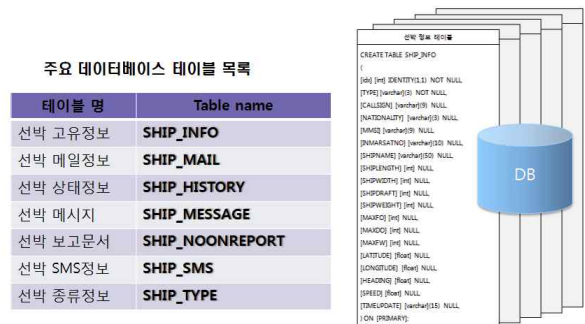 주요 데이터베이스 테이블 목록
테이블 명 Table name
선박 고유정보 SHIP_INFO
선박 메일정보 SHIP_MAIL
선박 상태정보 SHIP_HISTORY
선박 메시지 SHIP_MESSAGE
선박 보고문서 SHIP_NOONREPORT
선박 SMS정보 SHIP_SMS
선박 종류정보 SHIP_TYPE
선박 정보 테이블
CREATE TABLE SHIP_INFO
(
[idx] [int] IDENTITY(1,1) NOT NULL,
[TYPE] [varchar](3) NOT NULL,
[CALLSIGN] [varchar](9) NULL,
[NATIONALITY] [varchar](3) NULL,
[MMSI] [varchar](9) NULL,
[INMARSATNO] [varchar](10) NULL,
[SHIPNAME] [varchar](50) NULL,
[SHIPLENGTH] [int] NULL,
[SHIPWIDTH] [int] NULL,
[SHIPDRAFT] [int] NULL,
[SHIPWEIGHT] [int] NULL,
[MAXFO] [int] NULL,
[MAXDO] [int] NULL,
[MAXFW] [int] NULL,
[LATITUDE] [float] NULL,
[LONGITUDE] [float] NULL,
[HEADING] [float] NULL,
[SPEED] [float] NULL,
[TIMEUPDATE] [varchar](15) NULL,
) ON [PRIMARY];
DB